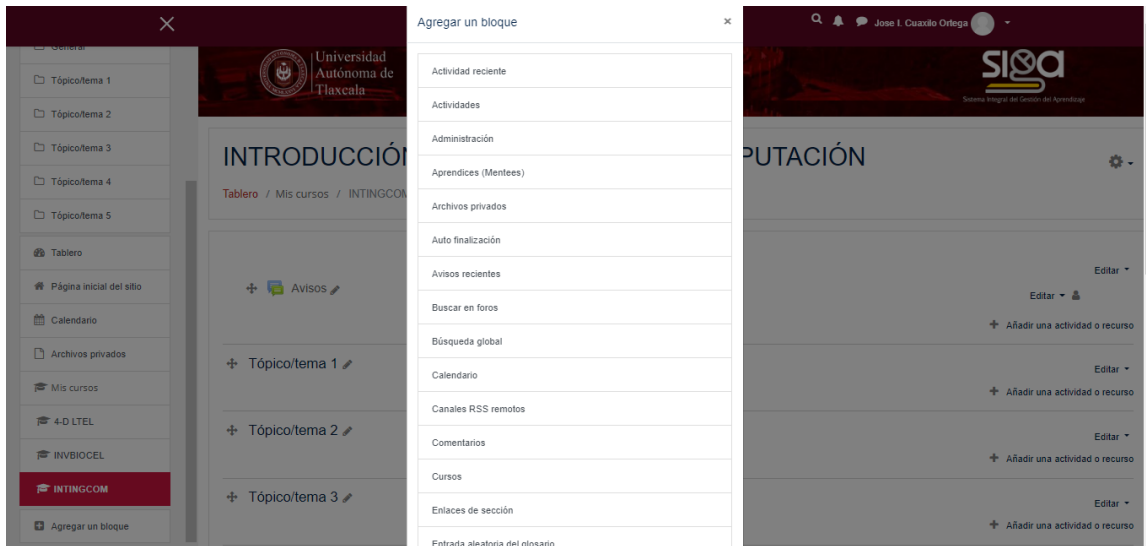 Agregar un bloque
×
Jose I. Cuaxilo Ortega
General
Tópico/tema 1
Tópico/tema 2
Tópico/tema 3
Tópico/tema 4
Tópico/tema 5
Tablero
Página inicial del sitio
Calendario
Archivos privados
Mis cursos
4-D LTEL
INVBIOCEL
INTINGCOM
Agregar un bloque
Universidad
Autónoma de
Tlaxcala
SIGA
Sistema Integral del Gestión del Aprendizaje
INTRODUCCIÓN
PUTACIÓN
Tablero / Mis cursos / INTINGCOM
Editar
Avisos
Editar
Añadir una actividad o recurso
Tópico/tema 1
Editar
Añadir una actividad o recurso
Tópico/tema 2
Editar
Añadir una actividad o recurso
Tópico/tema 3
Editar
Añadir una actividad o recurso
Actividad reciente
Actividades
Administración
Aprendices (Mentees)
Archivos privados
Auto finalización
Avisos recientes
Buscar en foros
Búsqueda global
Calendario
Canales RSS remotos
Comentarios
Cursos
Enlaces de sección
Entrada aleatoria del glosario